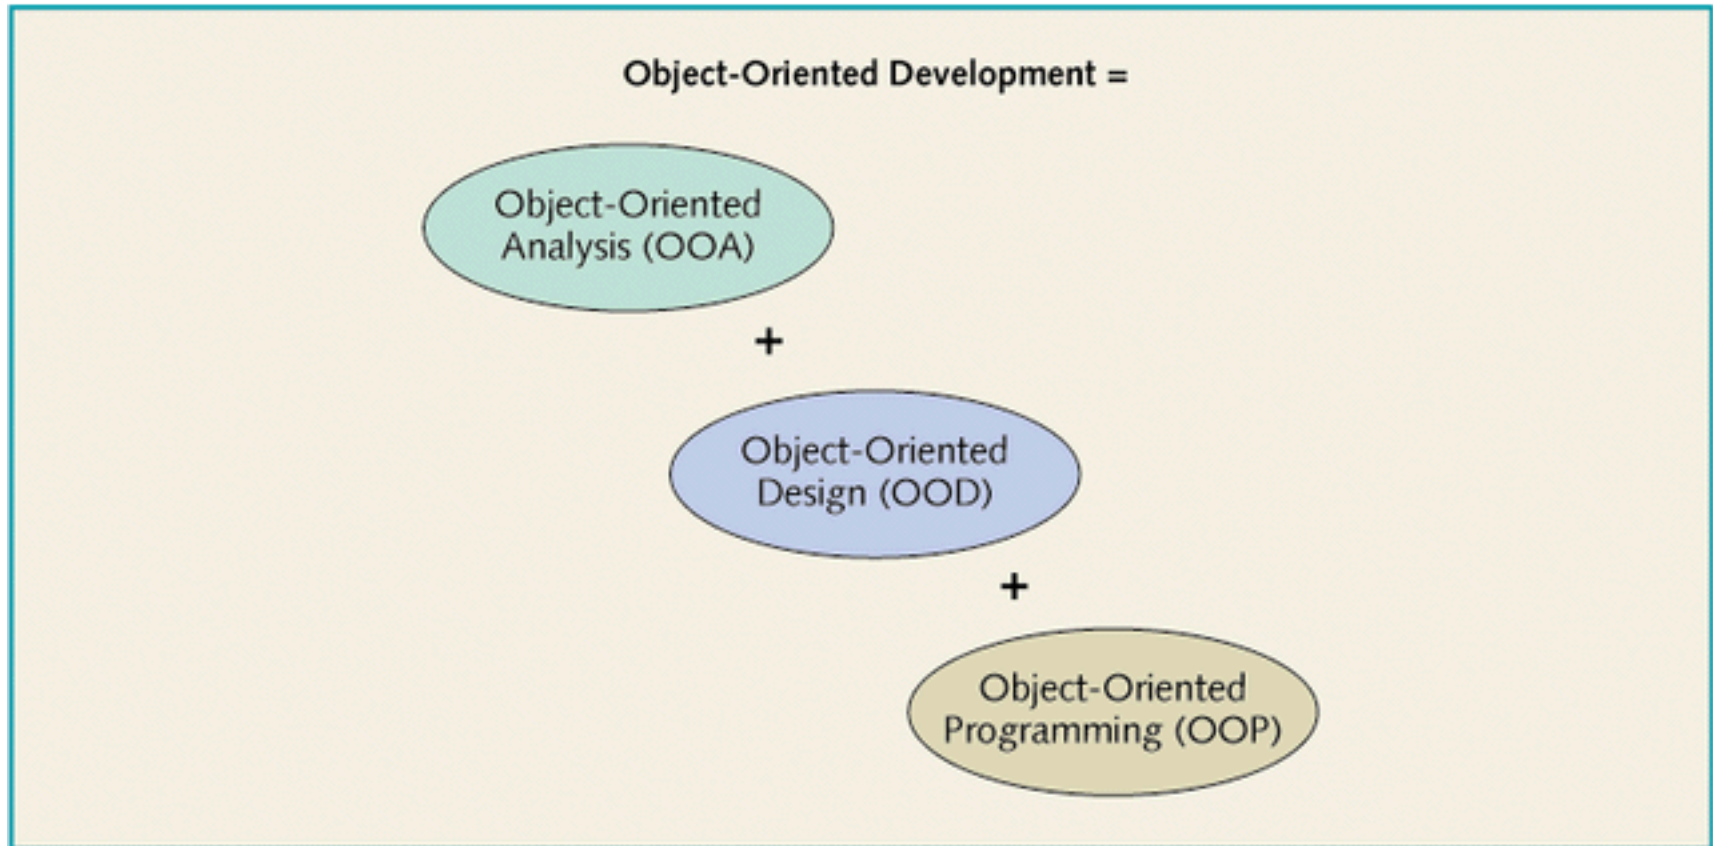 Object-Oriented Development =
Object-Oriented
Analysis (OOA)
+
Object-Oriented
Design (OOD)
+
Object-Oriented
Programming (OOP)